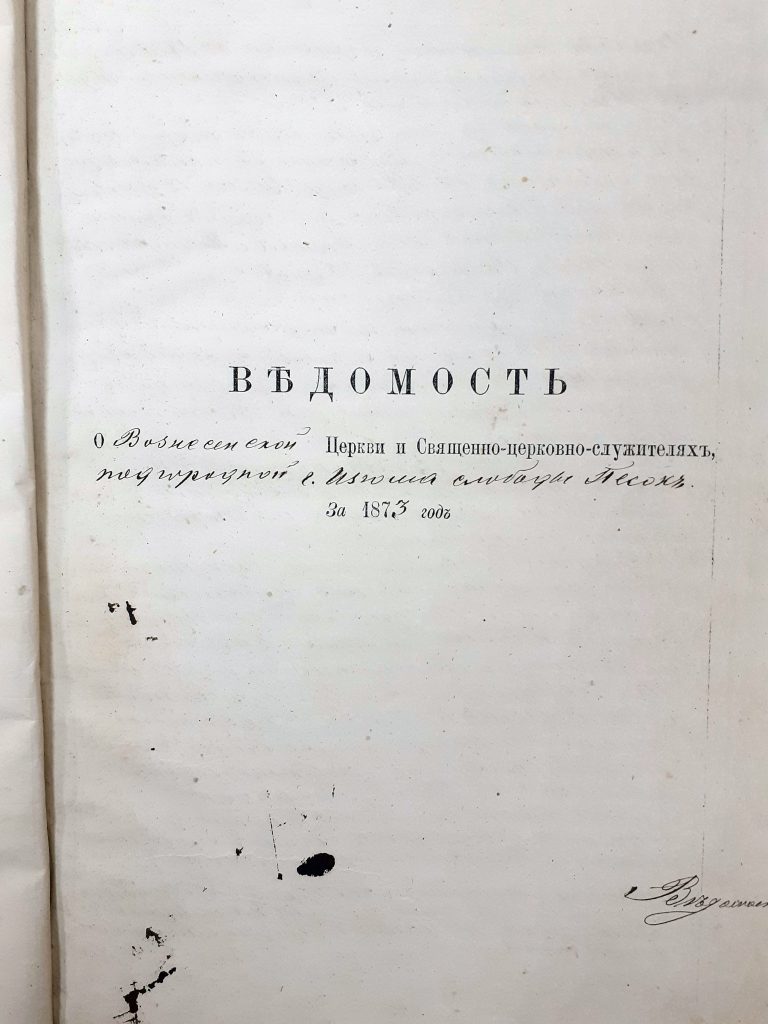 ВѢДОМОСТЬ
О Вознесенской Церкви и Священно-церковно-служителяхъ,
подгородной г. Изюма слободы Песокъ.
За 1873 годъ